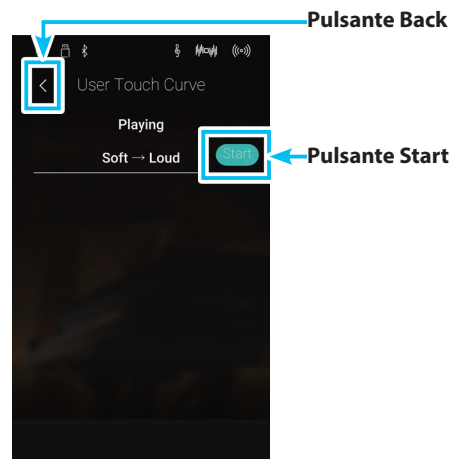 Pulsante Back
User Touch Curve
Playing
Soft → Loud
Start
Pulsante Start